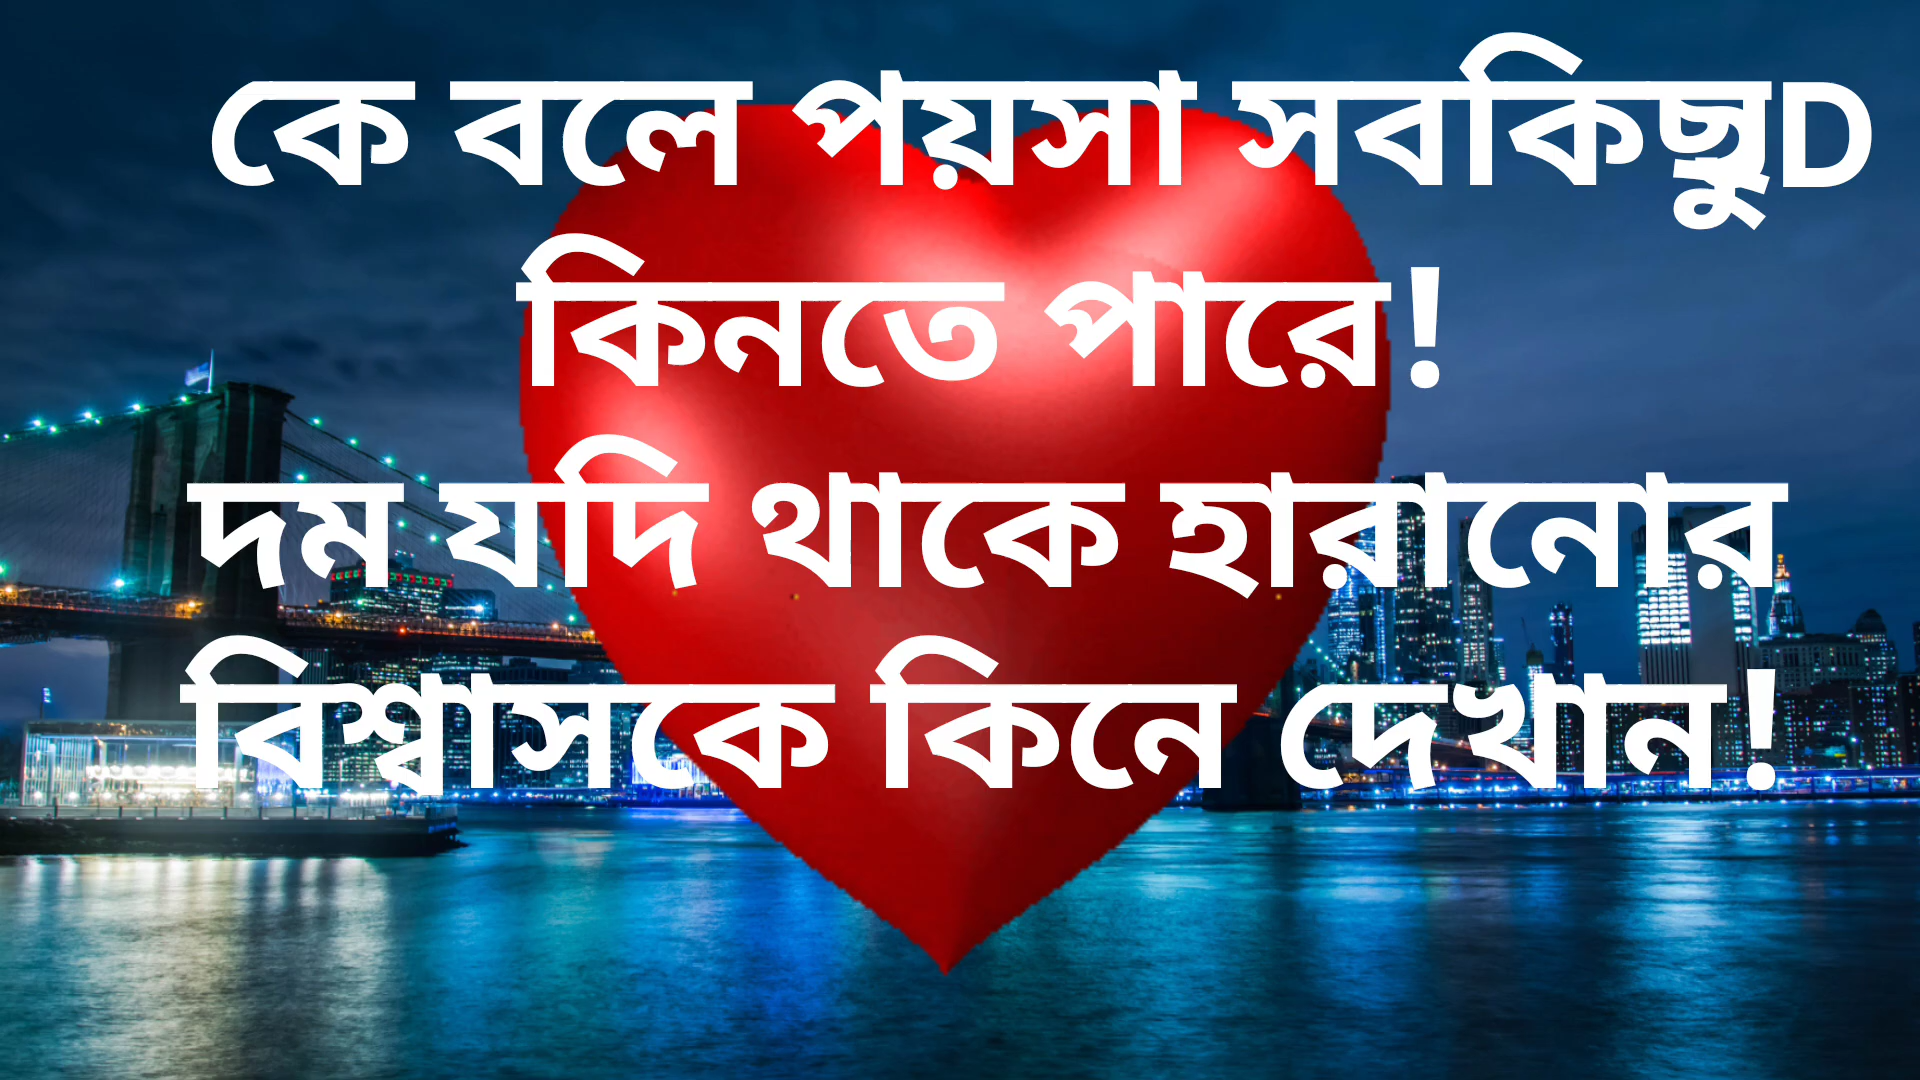 কে বলে পয়সা সবকিছুD
কিনতে পারে!
দম যদি থাকে হারানোর
বিশ্বাসকে কিনে দেখান!